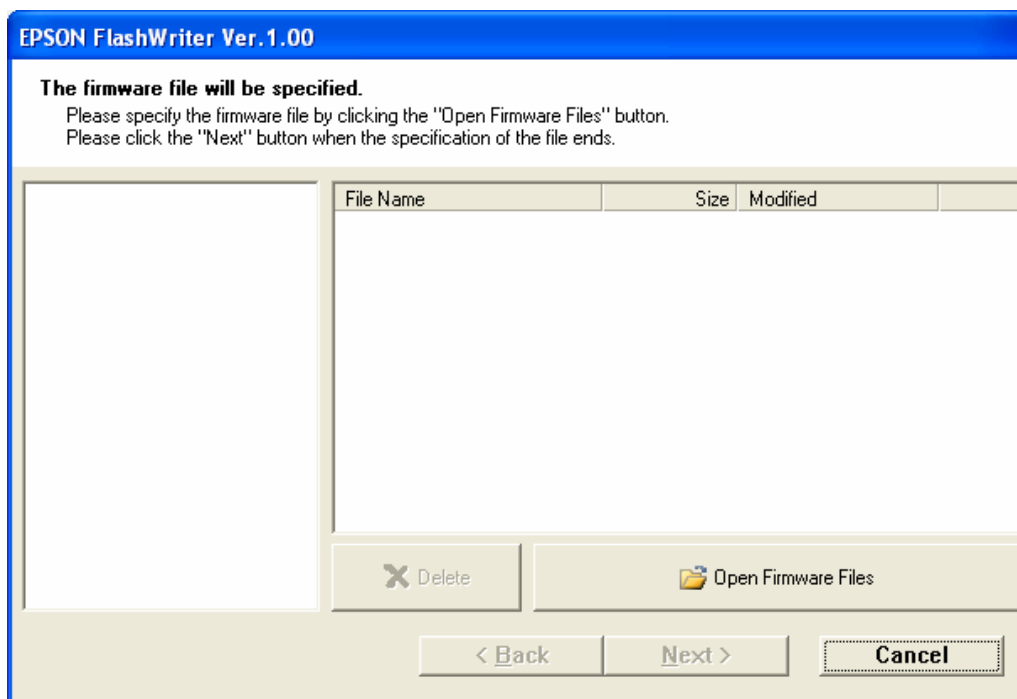 EPSON FlashWriter Ver.1.00
The firmware file will be specified.
Please specify the firmware file by clicking the "Open Firmware Files" button.
Please click the "Next" button when the specification of the file ends.
File Name Size Modified
Delete Open Firmware Files
< Back Next > Cancel